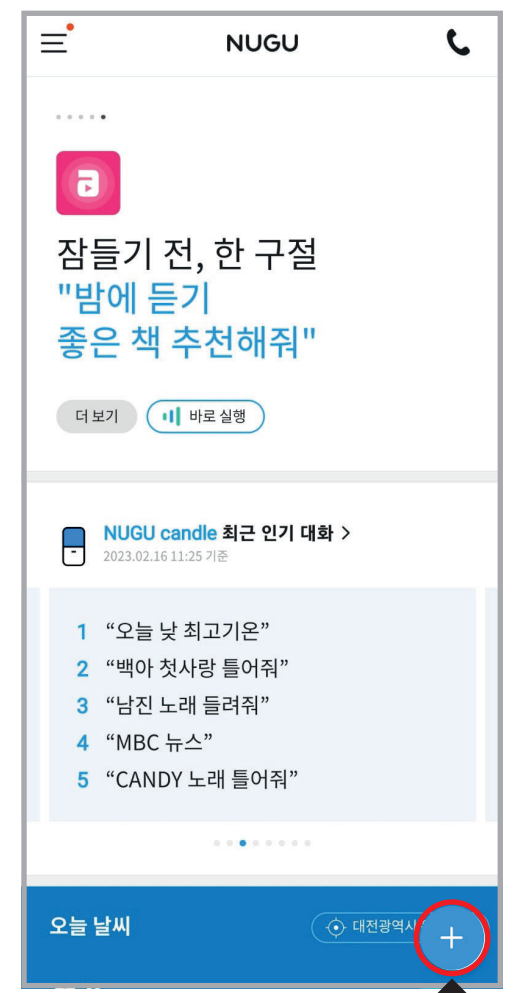 NUGU
잠들기 전, 한 구절
"밤에 듣기
좋은 책 추천해줘"
더 보기
바로 실행
NUGU candle 최근 인기 대화 >
2023.02.16 11:25 기준
1 “오늘 낮 최고기온”
2 “백아 첫사랑 틀어줘”
3 “남진 노래 들려줘”
4 “MBC 뉴스”
5 “CANDY 노래 틀어줘”
오늘 날씨
대전광역시
+